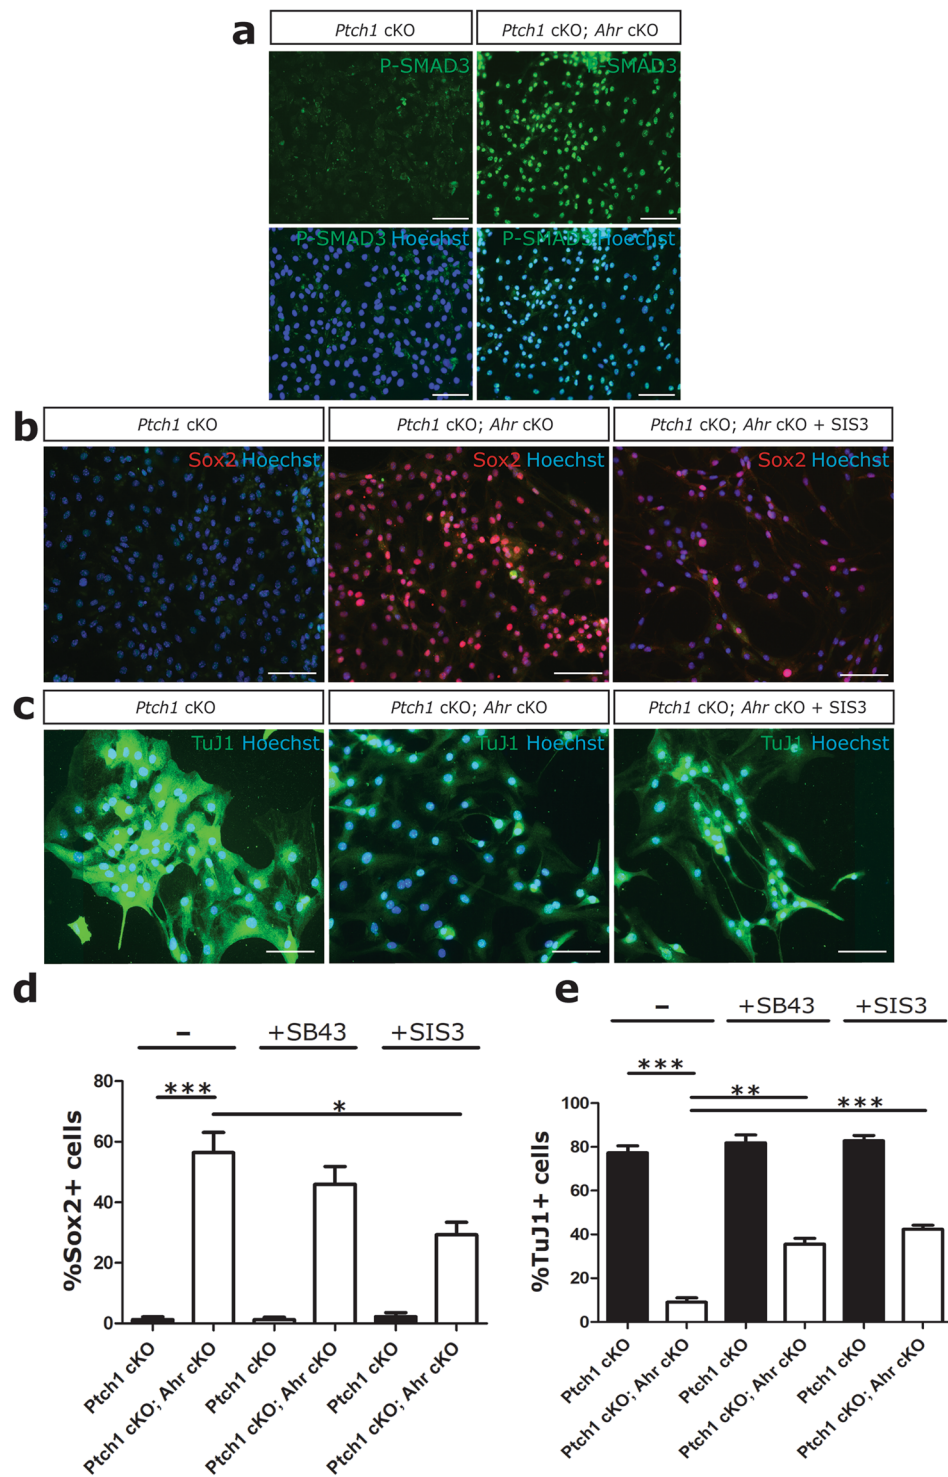 a
Ptch1 cKO
Ptch1 cKO; Ahr cKO
P-SMAD3
P-SMAD3
P-SMAD3 Hoechst
P-SMAD3 Hoechst
b
Ptch1 cKO
Ptch1 cKO; Ahr cKO
Ptch1 cKO; Ahr cKO + SIS3
Sox2 Hoechst
Sox2 Hoechst
Sox2 Hoechst
c
Ptch1 cKO
Ptch1 cKO; Ahr cKO
Ptch1 cKO; Ahr cKO + SIS3
TuJ1 Hoechst
TuJ1 Hoechst
TuJ1 Hoechst
d
–
+SB43
+SIS3
***
*
%Sox2+ cells
80
60
40
20
0
Ptch1 cKO
Ptch1 cKO; Ahr cKO
Ptch1 cKO
Ptch1 cKO; Ahr cKO
Ptch1 cKO
Ptch1 cKO; Ahr cKO
e
–
+SB43
+SIS3
***
**
***
%TuJ1+ cells
100
80
60
40
20
0
Ptch1 cKO
Ptch1 cKO; Ahr cKO
Ptch1 cKO
Ptch1 cKO; Ahr cKO
Ptch1 cKO
Ptch1 cKO; Ahr cKO